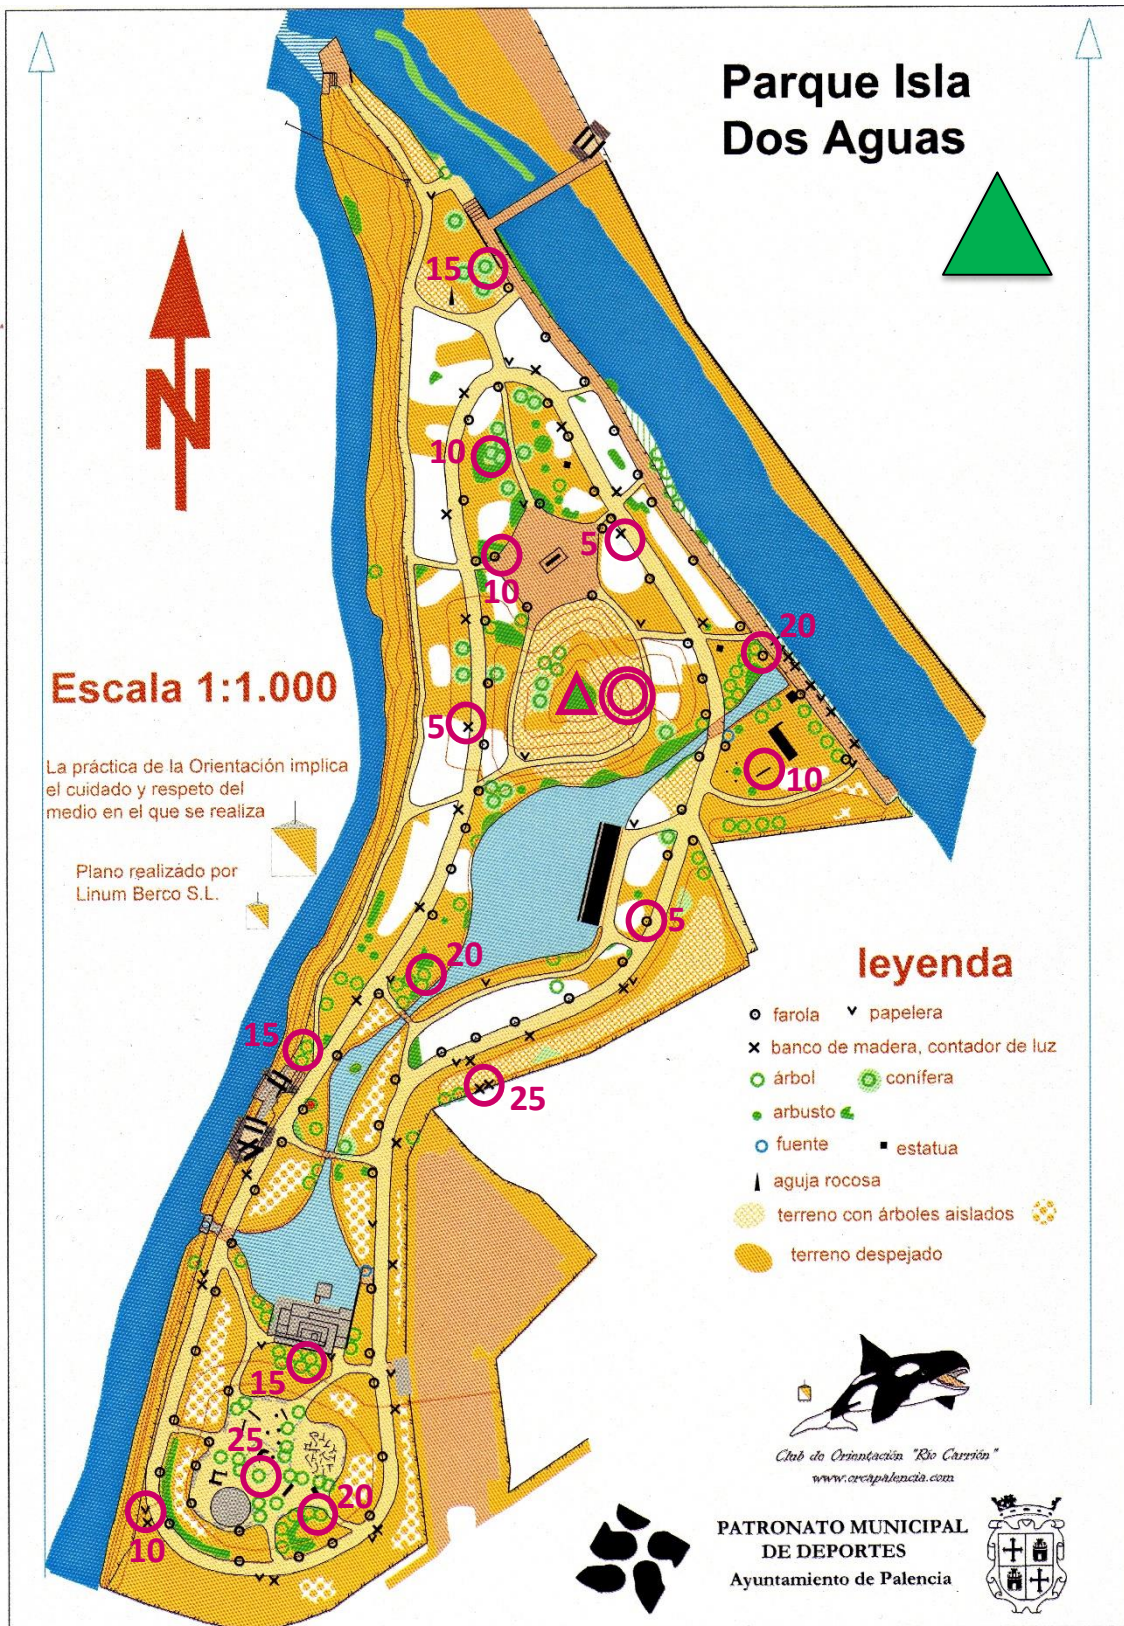 Parque Isla
Dos Aguas
N
15
10
5
10
20
Escala 1:1.000
5
10
La práctica de la Orientación implica
el cuidado y respeto del
medio en el que se realiza
Plano realizado por
Linum Berco S.L.
5
20
15
25
leyenda
farola papelera
banco de madera, contador de luz
árbol conífera
arbusto
fuente estatua
aguja rocosa
terreno con árboles aislados
terreno despejado
15
25
20
10
Club de Orientación "Río Carrión"
www.orcapalencia.com
PATRONATO MUNICIPAL
DE DEPORTES
Ayuntamiento de Palencia